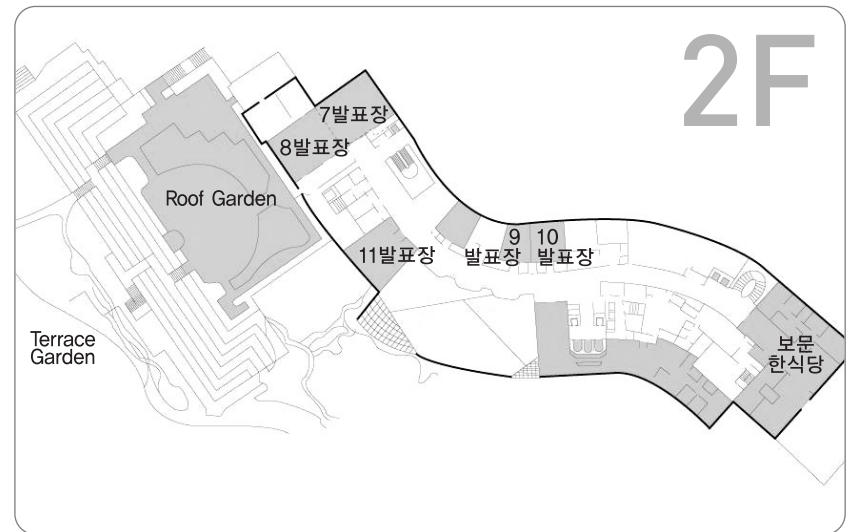 2F
7발표장
8발표장
Roof Garden
9
발표장
10
발표장
11발표장
Terrace
Garden
보문
한식당